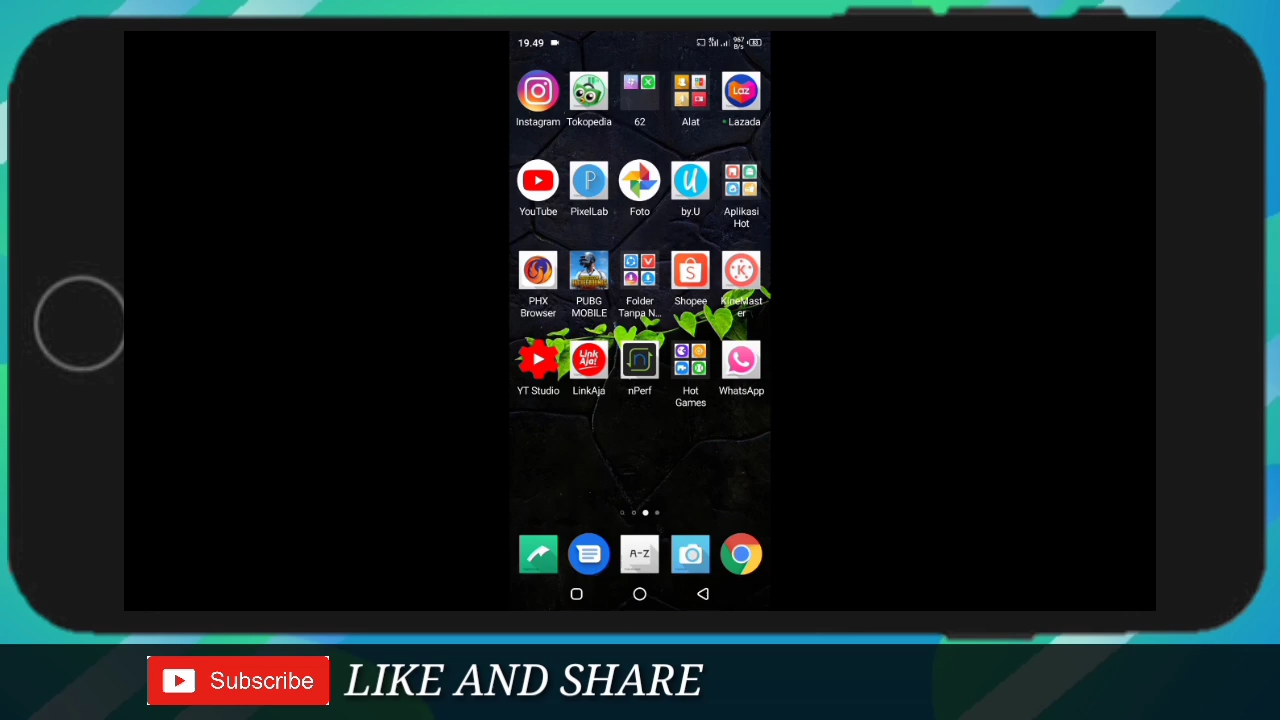 19.49
967
B/s
Instagram
Tokopedia
62
Alat
Lazada
YouTube
PixelLab
Foto
by.U
Aplikasi
Hot
PHX
Browser
PUBG
MOBILE
Folder
Tanpa N...
Shopee
KineMast
er
YT Studio
LinkAja
nPerf
Hot
Games
WhatsApp
A-Z
Subscribe
LIKE AND SHARE